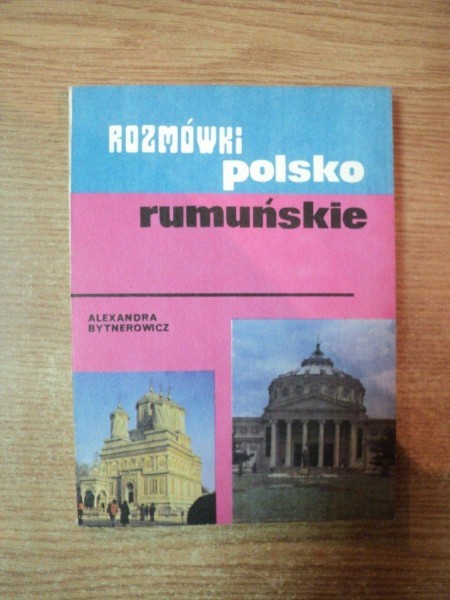 ROZMÓWKi
polsko
rumuńskie
ALEXANDRA
BYTNEROWICZ